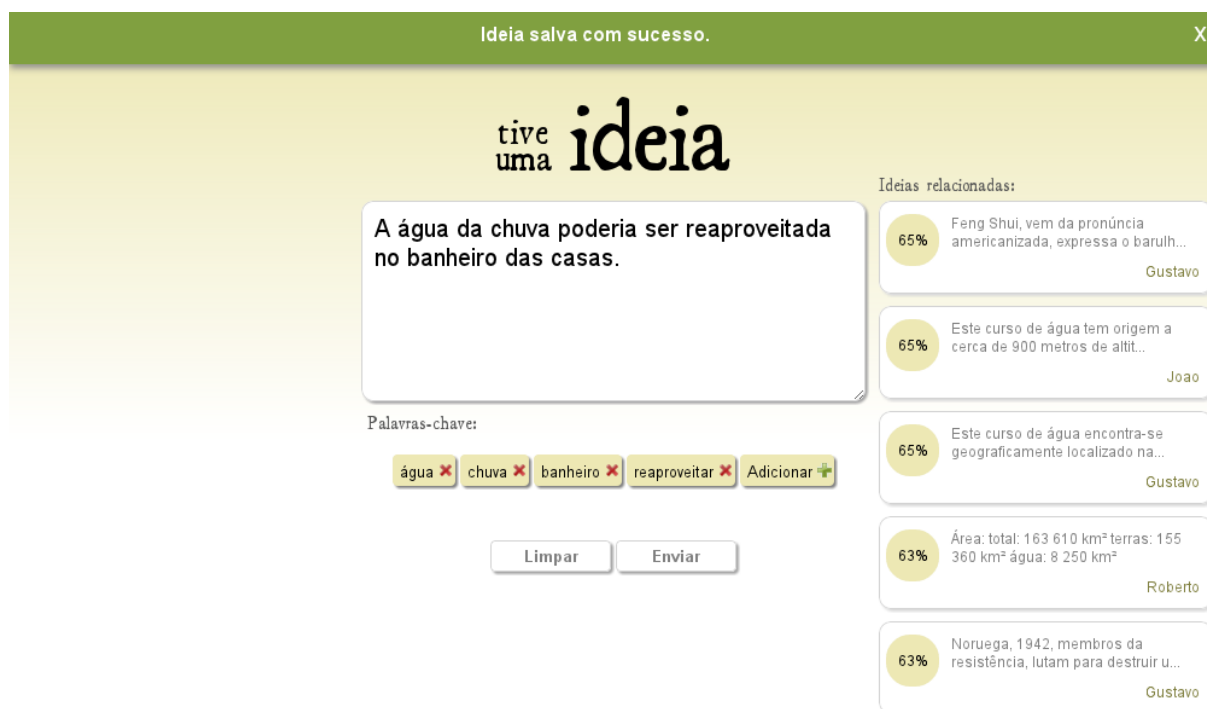 Ideia salva com sucesso.
X
tive
uma ideia
Ideias relacionadas:
A água da chuva poderia ser reaproveitada
no banheiro das casas.
65%
Feng Shui, vem da pronúncia
americanizada, expressa o barulh...
Gustavo
65%
Este curso de água tem origem a
cerca de 900 metros de altit...
Joao
Palavras-chave:
água
chuva
banheiro
reaproveitar
Adicionar
65%
Este curso de água encontra-se
geograficamente localizado na...
Gustavo
Limpar
Enviar
63%
Área: total: 163 610 km² terras: 155
360 km² água: 8 250 km²
Roberto
63%
Noruega, 1942, membros da
resistência, lutam para destruir u...
Gustavo